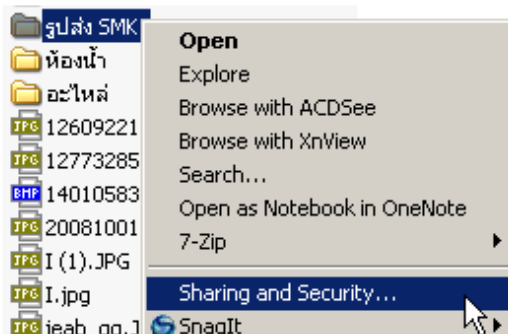 รูปส่ง SMK
ห้องน้ำ
อะไหล่
12609221
12773285
14010583
20081001
I (1).JPG
I.jpg
Open
Explore
Browse with ACDSee
Browse with XnView
Search...
Open as Notebook in OneNote
7-Zip
Sharing and Security...
SnagIt